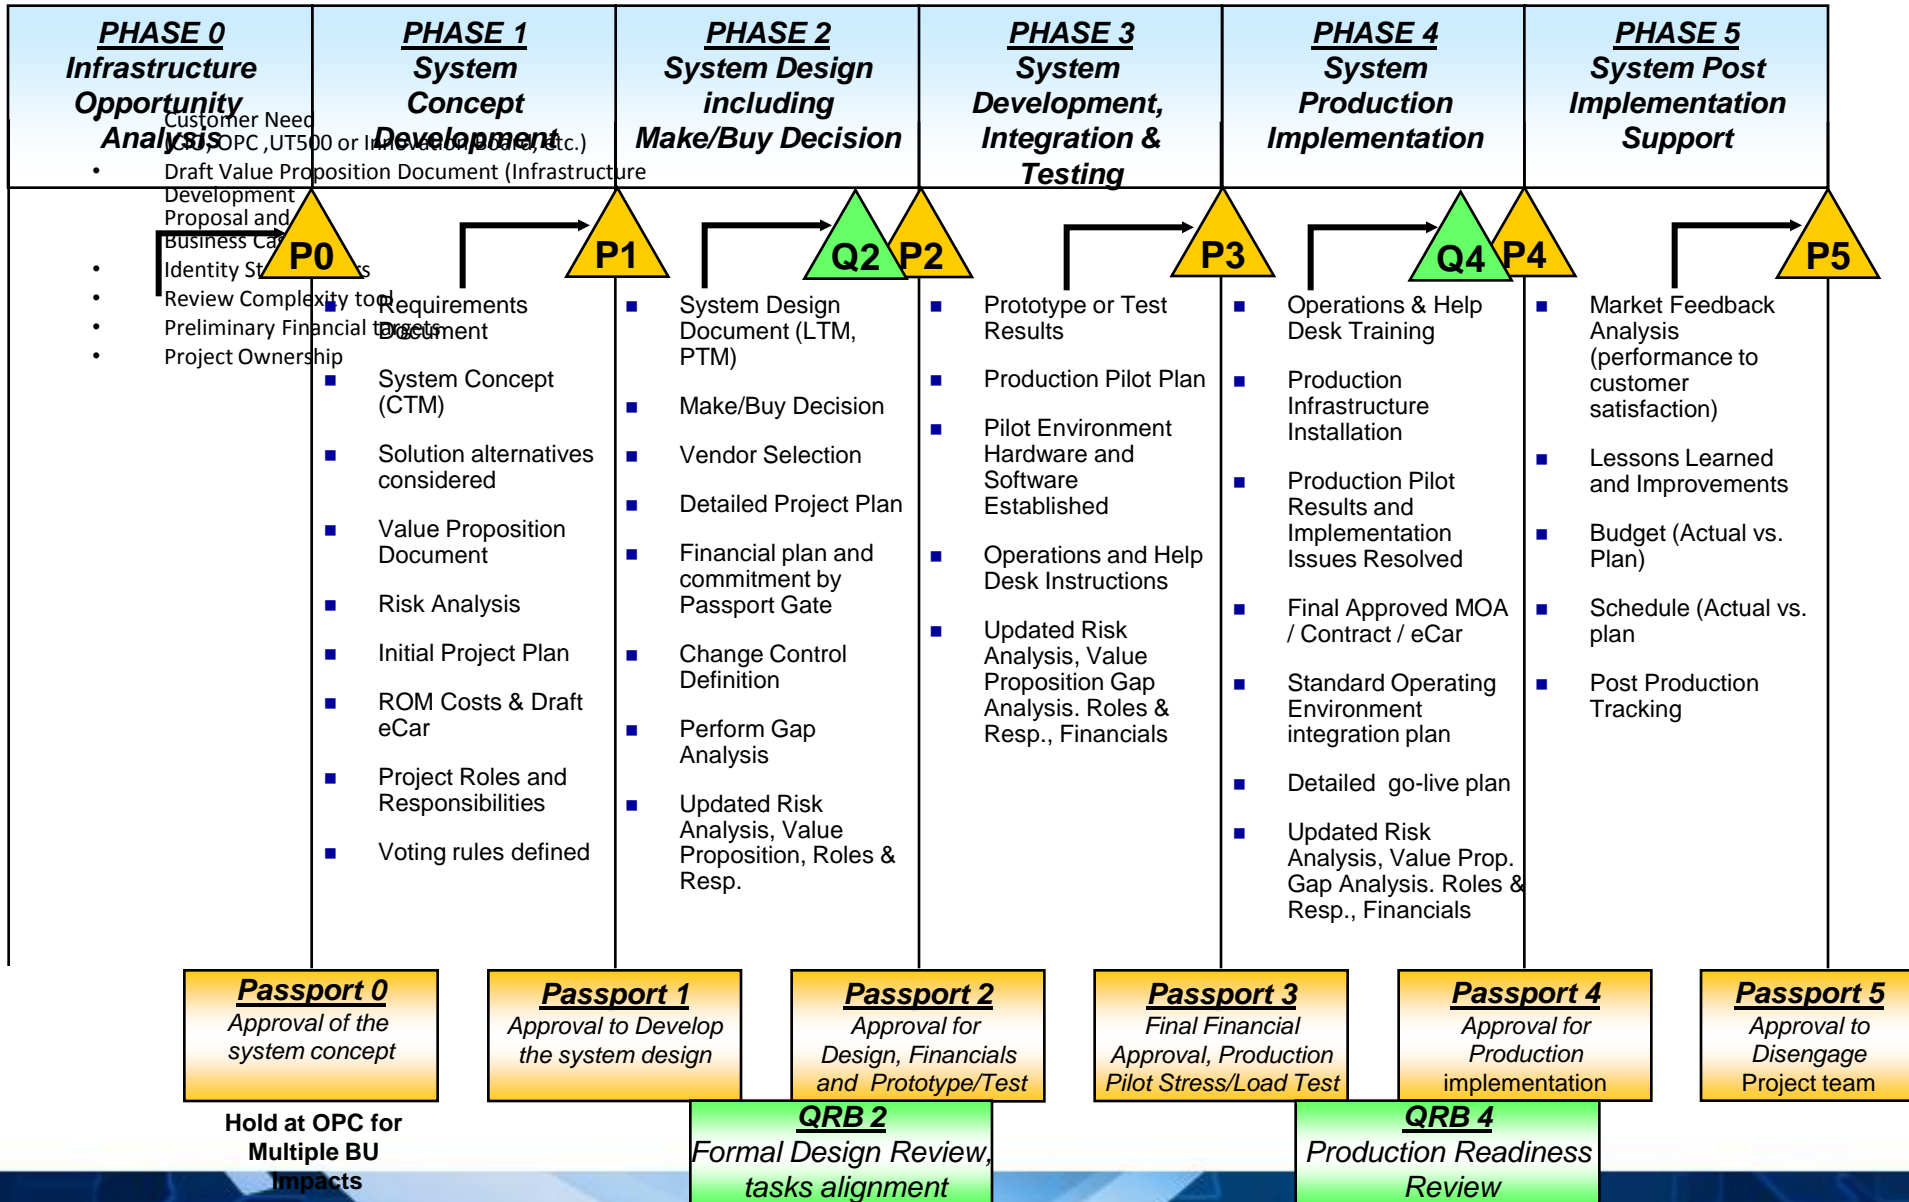 PHASE 0
Infrastructure
Opportunity
Analysis
PHASE 1
System
Concept
Development
PHASE 2
System Design
including
Make/Buy Decision
PHASE 3
System
Development,
Integration &
Testing
PHASE 4
System
Production
Implementation
PHASE 5
System Post
Implementation
Support
Customer Need
(CIO, OPC ,UT500 or Innovation Board, etc.)
• Draft Value Proposition Document (Infrastructure
Development
Proposal and
Business Case
• Identity
• Review Complexity tool
• Preliminary Financial targets
• Project Ownership
P0
P1
Q2
P2
P3
Q4
P4
P5
■ Requirements
Document
■ System Concept
(CTM)
■ Solution alternatives
considered
■ Value Proposition
Document
■ Risk Analysis
■ Initial Project Plan
■ ROM Costs & Draft
eCar
■ Project Roles and
Responsibilities
■ Voting rules defined
■ System Design
Document (LTM,
PTM)
■ Make/Buy Decision
■ Vendor Selection
■ Detailed Project Plan
■ Financial plan and
commitment by
Passport Gate
■ Change Control
Definition
■ Perform Gap
Analysis
■ Updated Risk
Analysis, Value
Proposition, Roles &
Resp.
■ Prototype or Test
Results
■ Production Pilot Plan
■ Pilot Environment
Hardware and
Software
Established
■ Operations and Help
Desk Instructions
■ Updated Risk
Analysis, Value
Proposition Gap
Analysis. Roles &
Resp., Financials
■ Operations & Help
Desk Training
■ Production
Infrastructure
Installation
■ Production Pilot
Results and
Implementation
Issues Resolved
■ Final Approved MOA
/ Contract / eCar
■ Standard Operating
Environment
integration plan
■ Detailed go-live plan
■ Updated Risk
Analysis, Value Prop.
Gap Analysis. Roles &
Resp., Financials
■ Market Feedback
Analysis
(performance to
customer
satisfaction)
■ Lessons Learned
and Improvements
■ Budget (Actual vs.
Plan)
■ Schedule (Actual vs.
plan
■ Post Production
Tracking
Passport 0
Approval of the
system concept
Passport 1
Approval to Develop
the system design
Passport 2
Approval for
Design, Financials
and Prototype/Test
Passport 3
Final Financial
Approval, Production
Pilot Stress/Load Test
Passport 4
Approval for
Production
implementation
Passport 5
Approval to
Disengage
Project team
Hold at OPC for
Multiple BU
Impacts
QRB 2
Formal Design Review,
tasks alignment
QRB 4
Production Readiness
Review